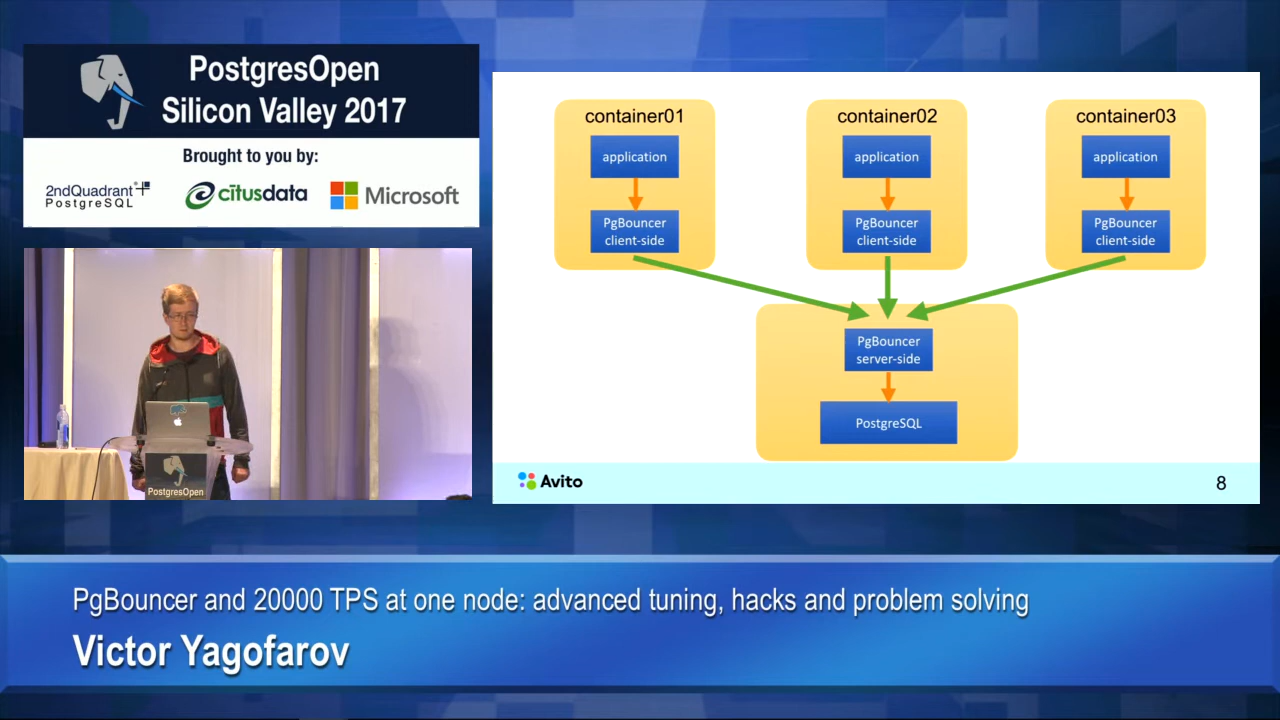 PostgresOpen
Silicon Valley 2017
Brought to you by:
2ndQuadrant
PostgreSQL
citusdata
Microsoft
container01
application
PgBouncer
client-side
container02
application
PgBouncer
client-side
container03
application
PgBouncer
client-side
PgBouncer
server-side
PostgreSQL
Avito
8
PostgresOpen
PgBouncer and 20000 TPS at one node: advanced tuning, hacks and problem solving
Victor Yagofarov